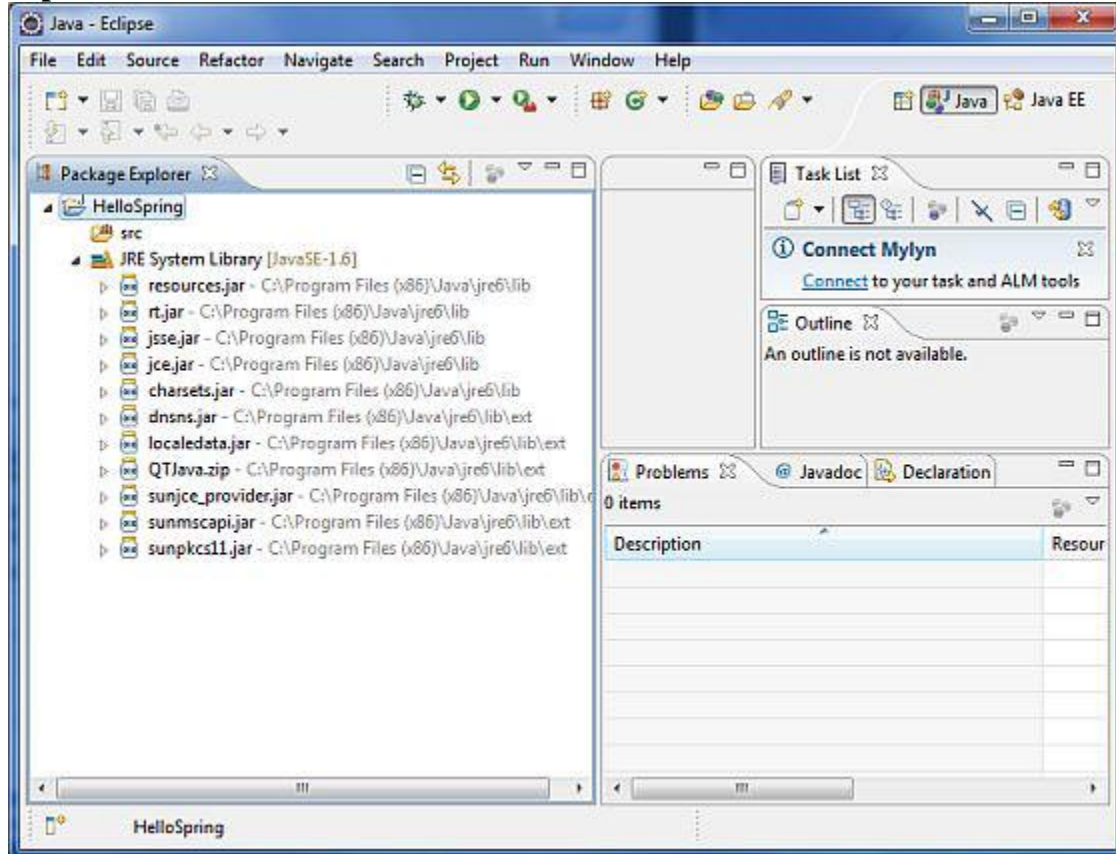 Java - Eclipse
File Edit Source Refactor Navigate Search Project Run Window Help
Java Java EE
Package Explorer
HelloSpring
src
JRE System Library [JavaSE-1.6]
resources.jar - C:\Program Files (x86)\Java\jre6\lib
rt.jar - C:\Program Files (x86)\Java\jre6\lib
jsse.jar - C:\Program Files (x86)\Java\jre6\lib
jce.jar - C:\Program Files (x86)\Java\jre6\lib
charsets.jar - C:\Program Files (x86)\Java\jre6\lib
dnsns.jar - C:\Program Files (x86)\Java\jre6\lib\ext
localedata.jar - C:\Program Files (x86)\Java\jre6\lib\ext
QTJava.zip - C:\Program Files (x86)\Java\jre6\lib\ext
sunjce_provider.jar - C:\Program Files (x86)\Java\jre6\lib\e
sunmscapi.jar - C:\Program Files (x86)\Java\jre6\lib\ext
sunpkcs11.jar - C:\Program Files (x86)\Java\jre6\lib\ext
Task List
Connect Mylyn
Connect to your task and ALM tools
Outline
An outline is not available.
Problems @ Javadoc Declaration
0 items
Description Resour
HelloSpring